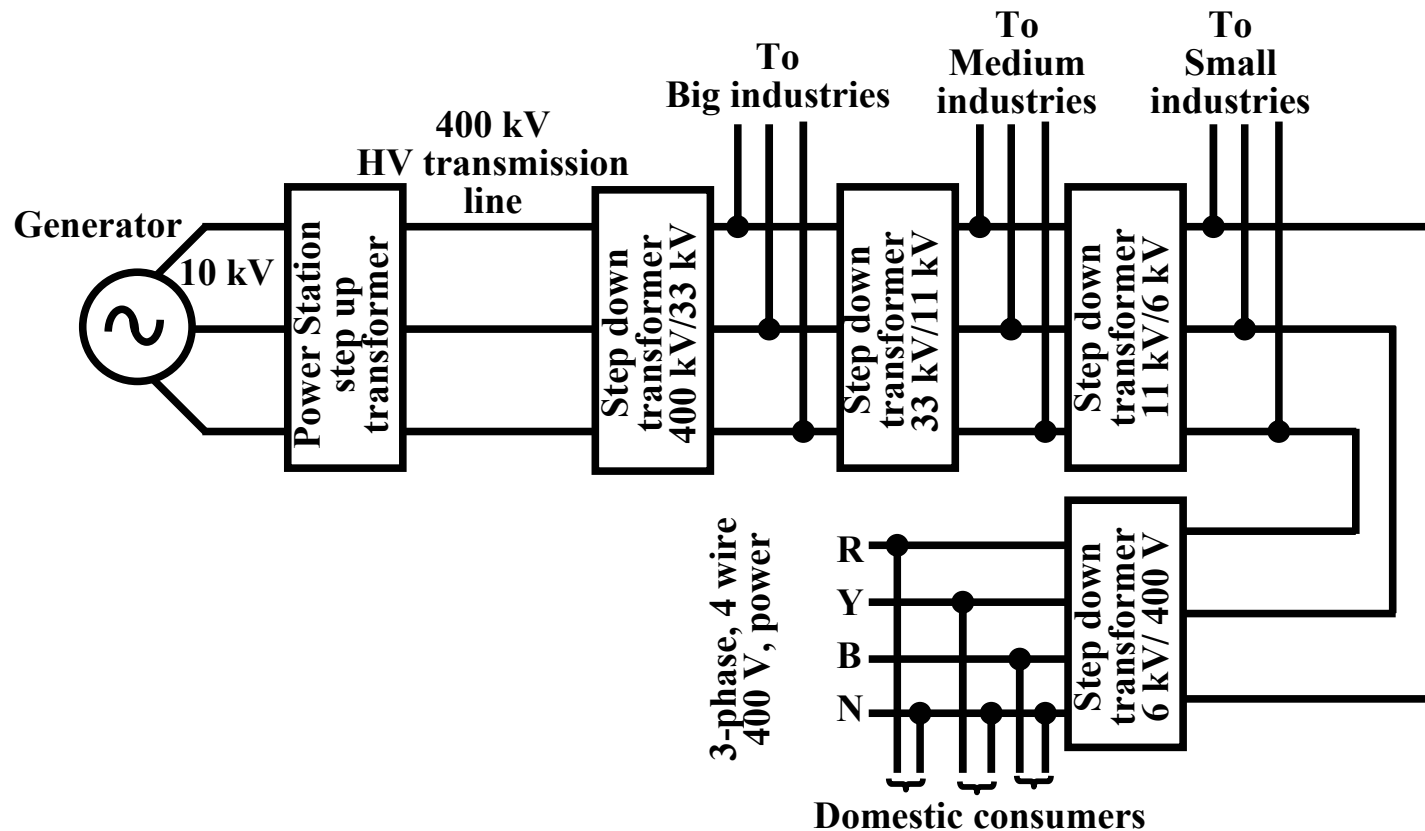 To
Big industries
To
Medium
industries
To
Small
industries
400 kV
HV transmission
line
Generator
10 kV
Power Station
step up
transformer
Step down
transformer
400 kV/33 kV
Step down
transformer
33 kV/11 kV
Step down
transformer
11 kV/6 kV
3-phase, 4 wire
400 V, power
R
Y
B
N
Step down
transformer
6 kV/ 400 V
Domestic consumers